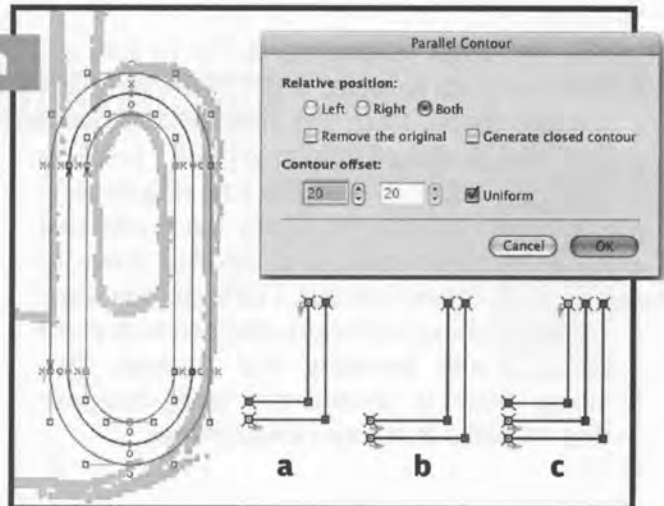 Parallel Contour
Relative position:
Left Right Both
Remove the original Generate closed contour
Contour offset:
20 20 Uniform
Cancel OK
a b c